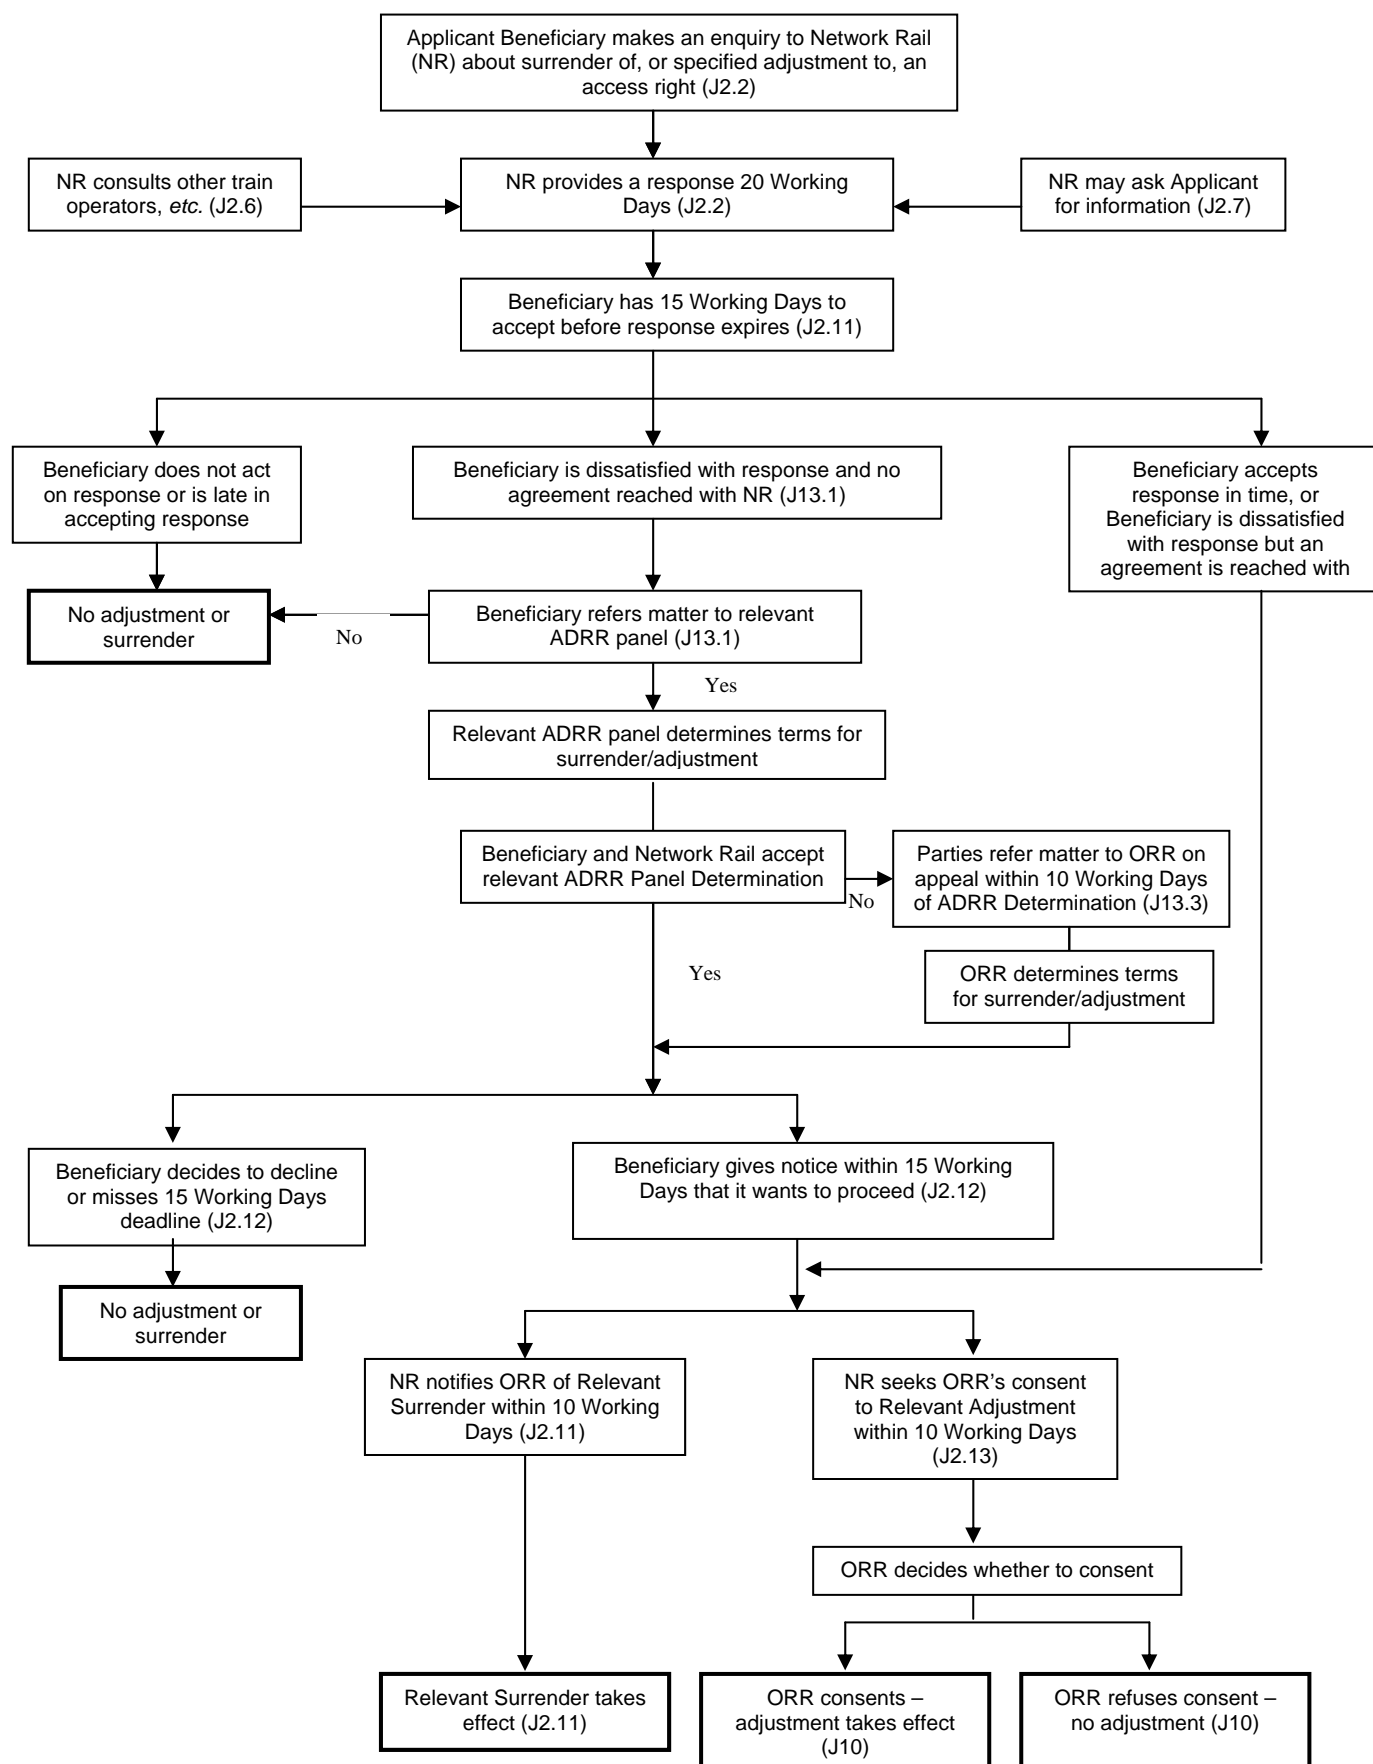 Applicant Beneficiary makes an enquiry to Network Rail
(NR) about surrender of, or specified adjustment to, an
access right (J2.2)
NR consults other train
operators, etc. (J2.6)
NR provides a response 20 Working
Days (J2.2)
NR may ask Applicant
for information (J2.7)
Beneficiary has 15 Working Days to
accept before response expires (J2.11)
Beneficiary does not act
on response or is late in
accepting response
Beneficiary is dissatisfied with response and no
agreement reached with NR (J13.1)
Beneficiary accepts
response in time, or
Beneficiary is dissatisfied
with response but an
agreement is reached with
No adjustment or
surrender
No
Beneficiary refers matter to relevant
ADRR panel (J13.1)
Yes
Relevant ADRR panel determines terms for
surrender/adjustment
Beneficiary and Network Rail accept
relevant ADRR Panel Determination
No
Parties refer matter to ORR on
appeal within 10 Working Days
of ADRR Determination (J13.3)
Yes
ORR determines terms
for surrender/adjustment
Beneficiary decides to decline
or misses 15 Working Days
deadline (J2.12)
Beneficiary gives notice within 15 Working
Days that it wants to proceed (J2.12)
No adjustment or
surrender
NR notifies ORR of Relevant
Surrender within 10 Working
Days (J2.11)
NR seeks ORR's consent
to Relevant Adjustment
within 10 Working Days
(J2.13)
ORR decides whether to consent
Relevant Surrender takes
effect (J2.11)
ORR consents –
adjustment takes effect
(J10)
ORR refuses consent –
no adjustment (J10)